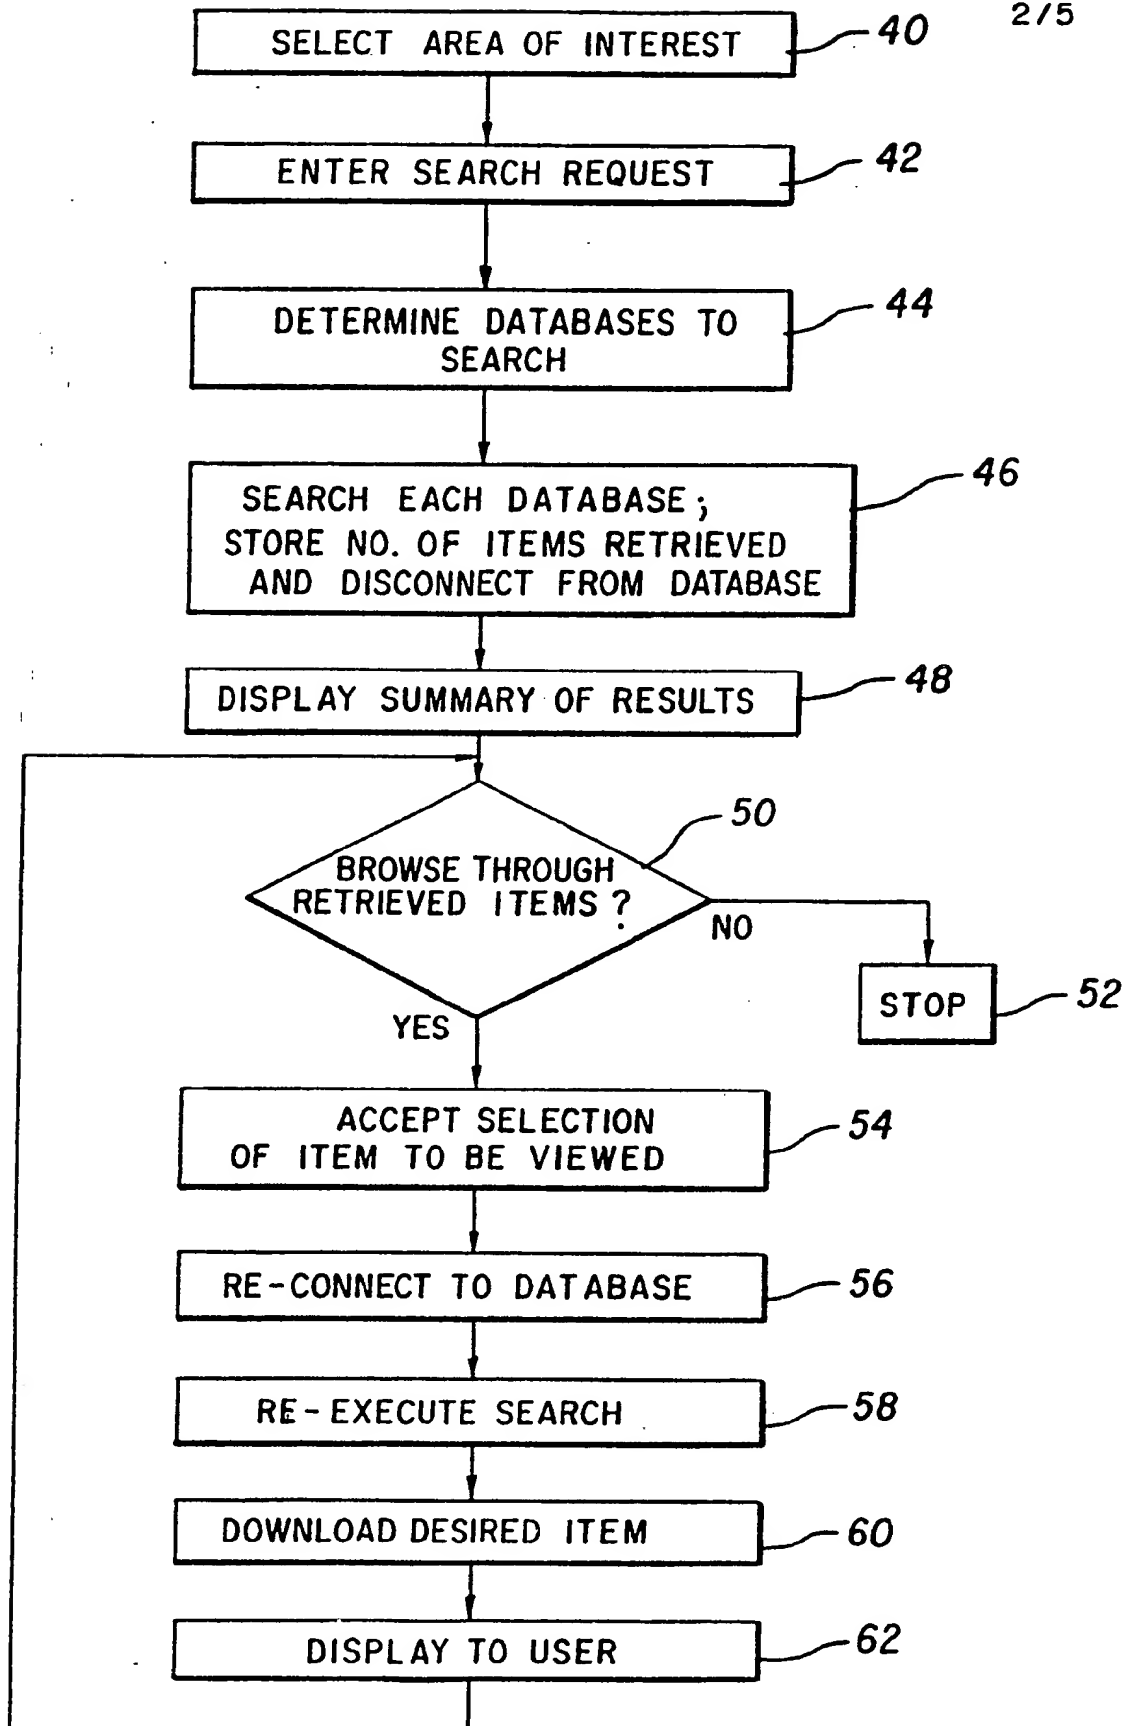 2/5
SELECT AREA OF INTEREST
40
ENTER SEARCH REQUEST
42
DETERMINE DATABASES TO
SEARCH
44
SEARCH EACH DATABASE;
STORE NO. OF ITEMS RETRIEVED
AND DISCONNECT FROM DATABASE
46
DISPLAY SUMMARY OF RESULTS
48
BROWSE THROUGH
RETRIEVED ITEMS?
50
NO
STOP
52
YES
ACCEPT SELECTION
OF ITEM TO BE VIEWED
54
RE-CONNECT TO DATABASE
56
RE-EXECUTE SEARCH
58
DOWNLOAD DESIRED ITEM
60
DISPLAY TO USER
62